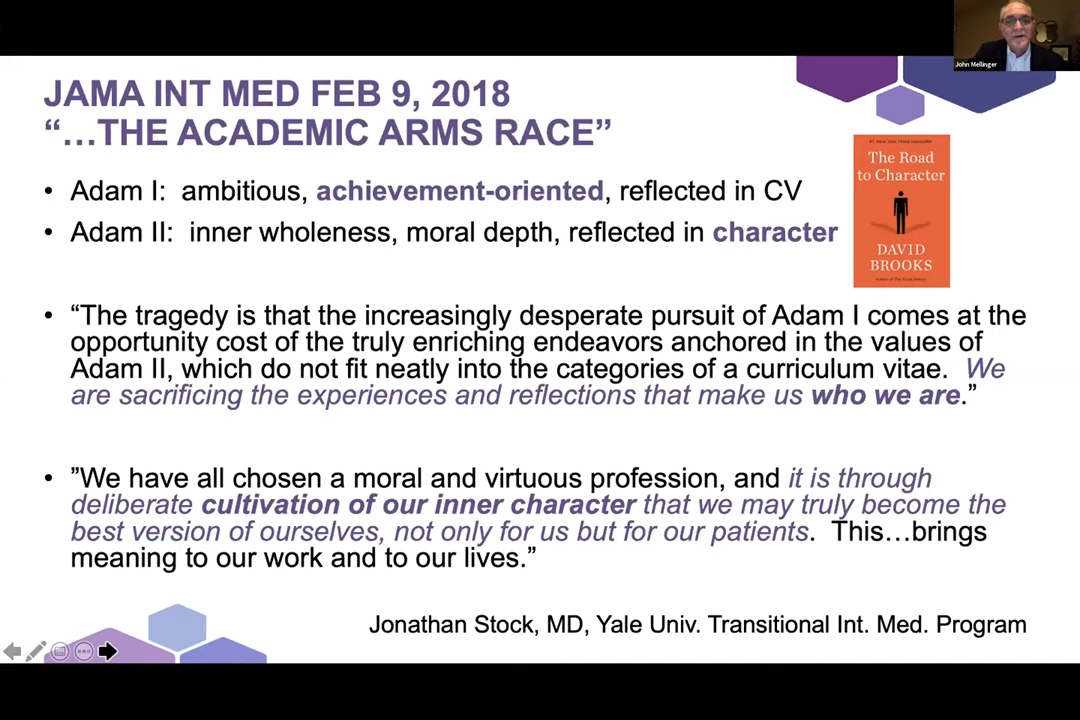 John Mellinger
JAMA INT MED FEB 9, 2018
“…THE ACADEMIC ARMS RACE”
• Adam I: ambitious, achievement-oriented, reflected in CV
• Adam II: inner wholeness, moral depth, reflected in character
The Road
to Character
DAVID
BROOKS
• “The tragedy is that the increasingly desperate pursuit of Adam I comes at the
opportunity cost of the truly enriching endeavors anchored in the values of
Adam II, which do not fit neatly into the categories of a curriculum vitae. We
are sacrificing the experiences and reflections that make us who we are.”
• ”We have all chosen a moral and virtuous profession, and it is through
deliberate cultivation of our inner character that we may truly become the
best version of ourselves, not only for us but for our patients. This…brings
meaning to our work and to our lives.”
Jonathan Stock, MD, Yale Univ. Transitional Int. Med. Program